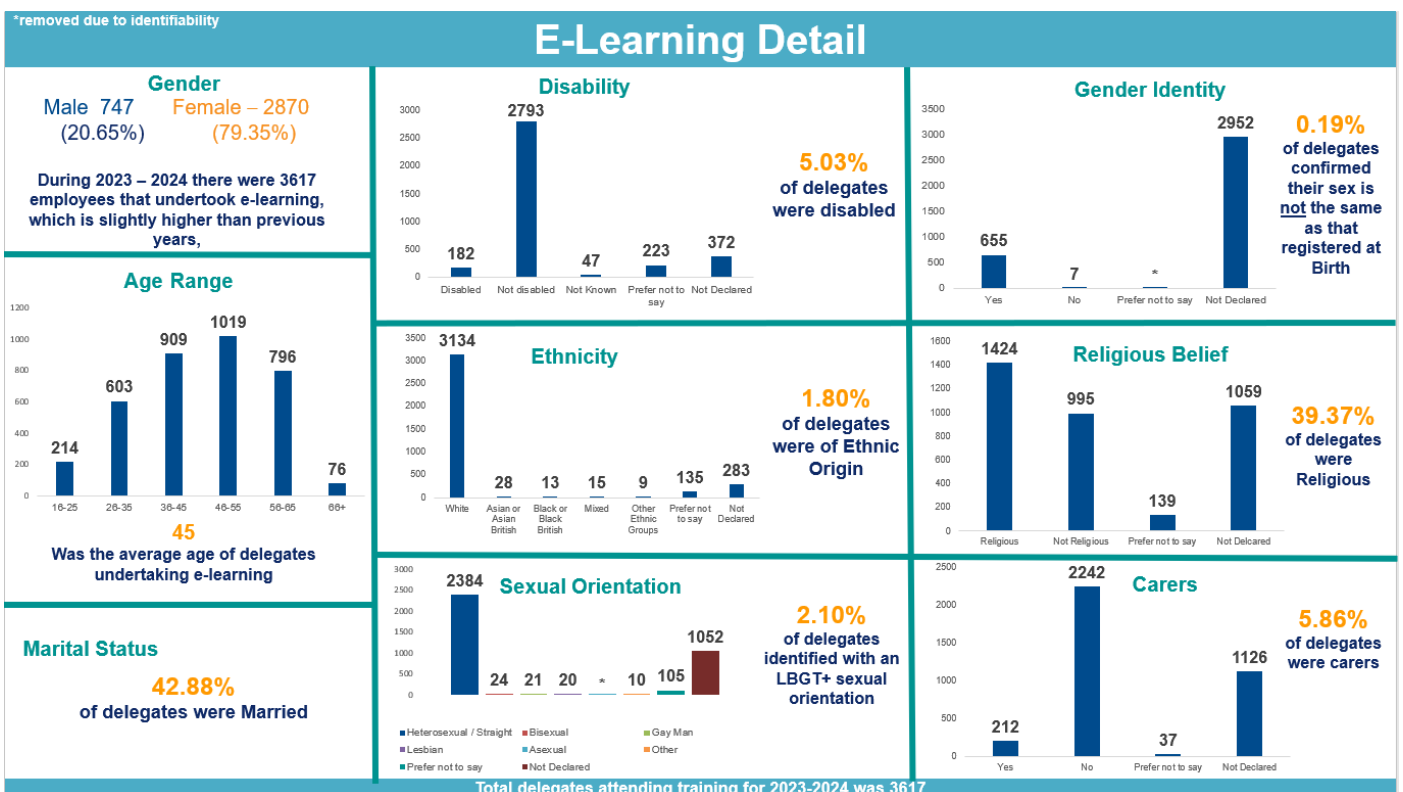 *removed due to identifiability
E-Learning Detail
Gender
Male 747
(20.65%)
Female – 2870
(79.35%)
During 2023 – 2024 there were 3617
employees that undertook e-learning,
which is slightly higher than previous
years,
Age Range
1200
1000
800
600
400
200
0
214
603
909
1019
796
76
16-25
26-35
36-45
46-55
56-65
66+
45
Was the average age of delegates
undertaking e-learning
Marital Status
42.88%
of delegates were Married
Disability
3000
2500
2000
1500
1000
500
0
182
2793
47
223
372
Disabled
Not disabled
Not Known
Prefer not to
say
Not Declared
5.03%
of delegates
were disabled
Ethnicity
3500
3000
2500
2000
1500
1000
500
0
3134
28
13
15
9
135
283
White
Asian or
Asian
British
Black or
Black
British
Mixed
Other
Ethnic
Groups
Prefer not
to say
Not
Declared
1.80%
of delegates
were of Ethnic
Origin
Sexual Orientation
3000
2500
2000
1500
1000
500
0
2384
24
21
20
*
10
105
1052
Heterosexual / Straight
Bisexual
Gay Man
Lesbian
Asexual
Other
Prefer not to say
Not Declared
2.10%
of delegates
identified with an
LBGT+ sexual
orientation
Gender Identity
3500
3000
2500
2000
1500
1000
500
0
655
7
*
2952
Yes
No
Prefer not to say
Not Declared
0.19%
of delegates
confirmed
their sex is
not the same
as that
registered at
Birth
Religious Belief
1600
1400
1200
1000
800
600
400
200
0
1424
995
139
1059
Religious
Not Religious
Prefer not to say
Not Delcared
39.37%
of delegates
were
Religious
Carers
2500
2000
1500
1000
500
0
212
2242
37
1126
Yes
No
Prefer not to say
Not Declared
5.86%
of delegates
were carers
Total delegates attending training for 2023-2024 was 3617